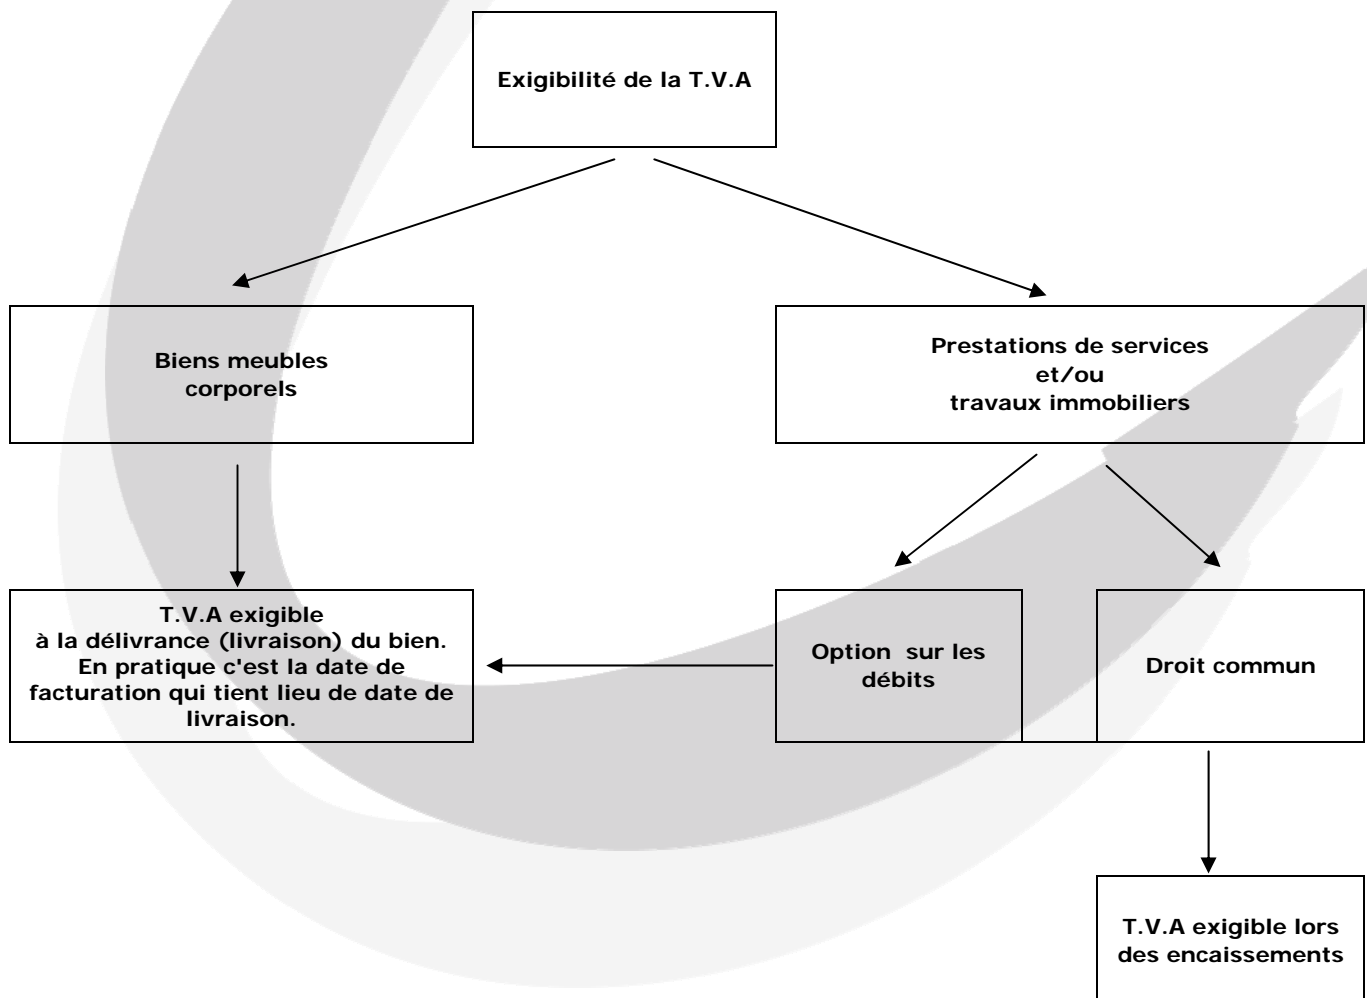 Exigibilité de la T.V.A
Biens meubles
corporels
Prestations de services
et/ou
travaux immobiliers
T.V.A exigible
à la délivrance (livraison) du bien.
En pratique c'est la date de
facturation qui tient lieu de date de
livraison.
Option sur les
débits
Droit commun
T.V.A exigible lors
des encaissements